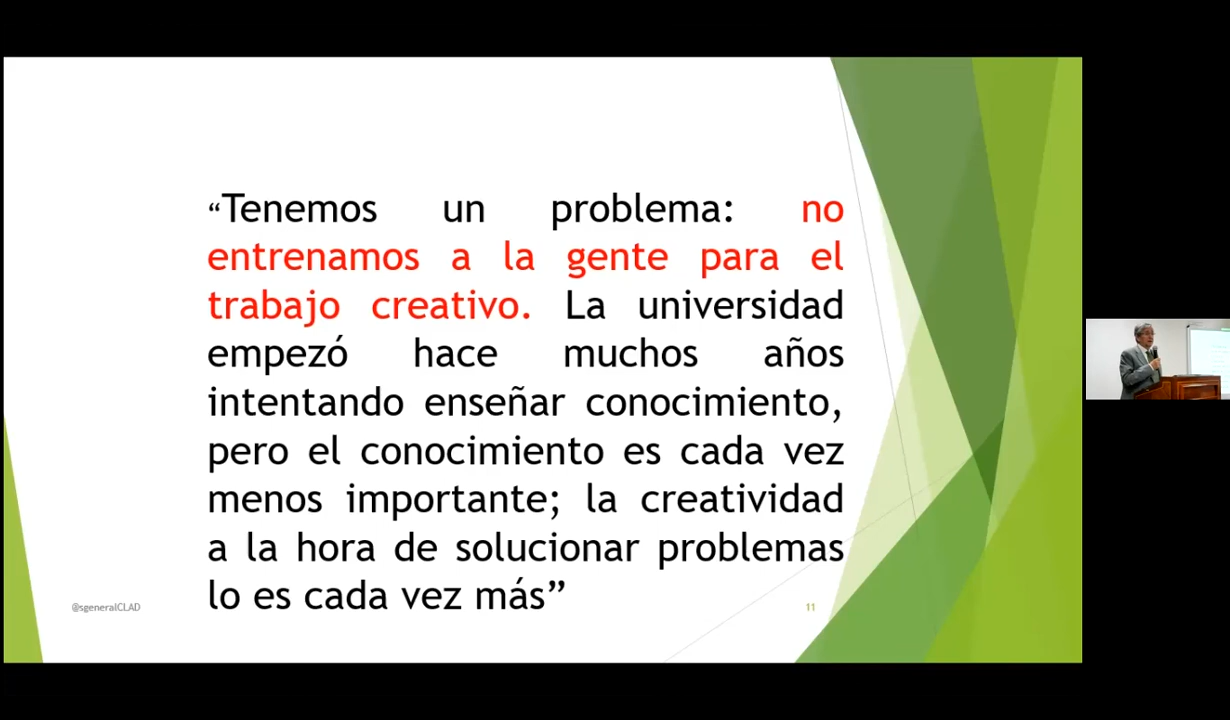 “Tenemos un problema: no
entrenamos a la gente para el
trabajo creativo. La universidad
empezó hace muchos años
intentando enseñar conocimiento,
pero el conocimiento es cada vez
menos importante; la creatividad
a la hora de solucionar problemas
lo es cada vez más”
@sgeneralCLAD
11